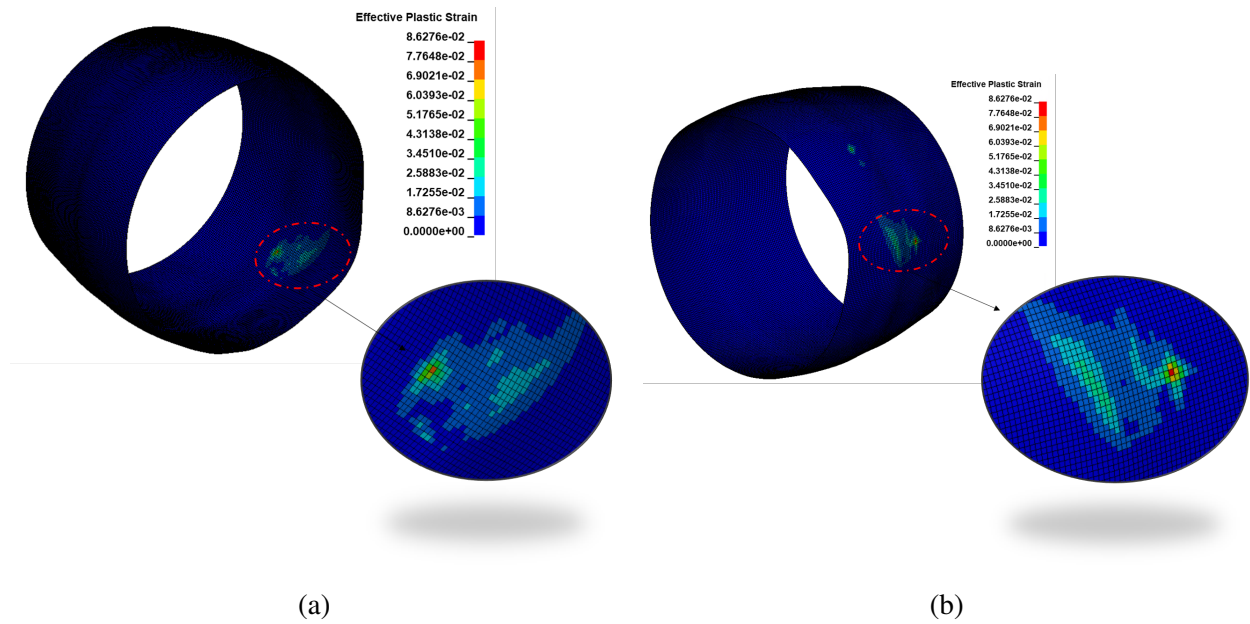 Effective Plastic Strain
8.6276e-02
7.7648e-02
6.9021e-02
6.0393e-02
5.1765e-02
4.3138e-02
3.4510e-02
2.5883e-02
1.7255e-02
8.6276e-03
0.0000e+00
Effective Plastic Strain
8.6276e-02
7.7648e-02
6.9021e-02
6.0393e-02
5.1765e-02
4.3138e-02
3.4510e-02
2.5883e-02
1.7255e-02
8.6276e-03
0.0000e+00
(a)
(b)